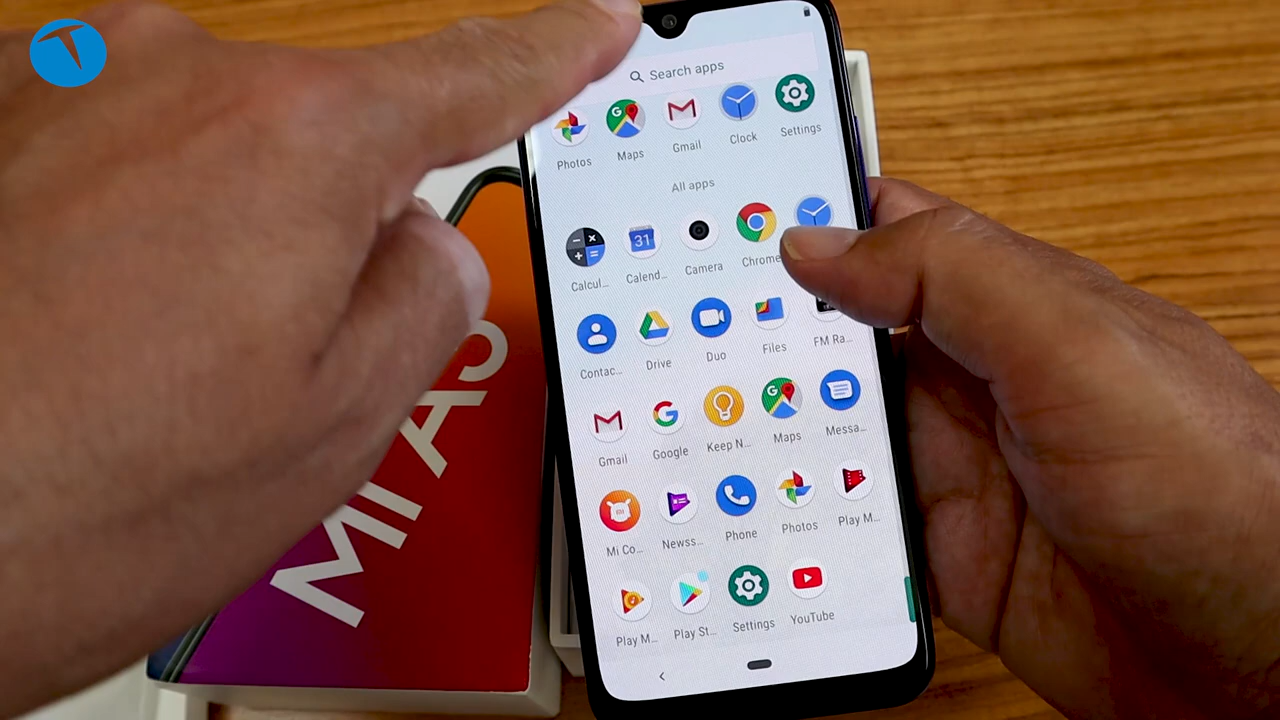 Search apps
Photos Maps Gmail Clock Settings
All apps
Calcul... Calend... Camera Chrome
Contac... Drive Duo Files FM Ra...
Gmail Google Keep N... Maps Messa...
Mi Co... Newss... Phone Photos Play M...
Play M... Play St... Settings YouTube
MI A3
31